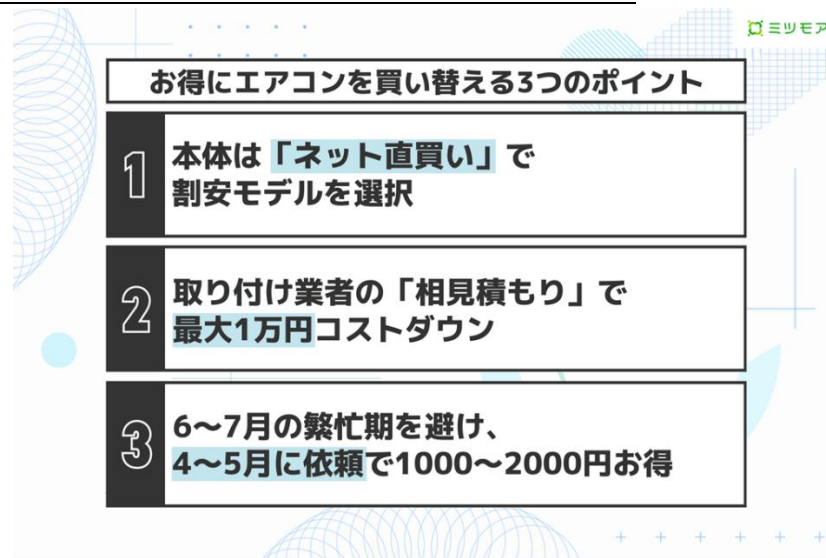 ミツモア
お得にエアコンを買い替える3つのポイント
1
本体は「ネット直買い」で
割安モデルを選択
2
取り付け業者の「相見積もり」で
最大1万円コストダウン
3
6〜7月の繁忙期を避け、
4〜5月に依頼で1000〜2000円お得